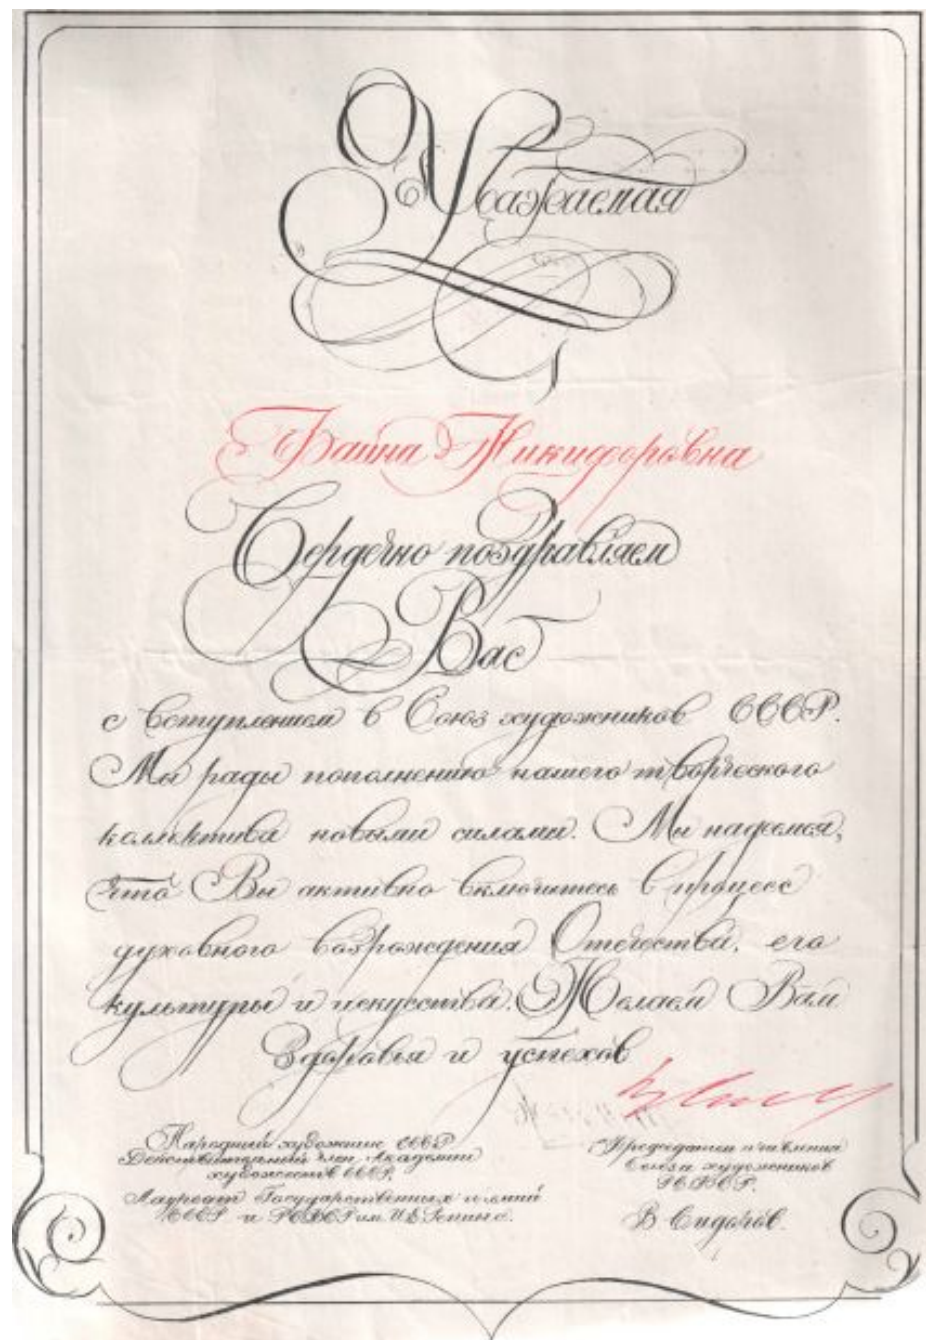 Уважаемая
Фаина Никифоровна
Сердечно поздравляем
Вас
с вступлением в Союз художников СССР.
Мы рады пополнению нашего творческого
коллектива новыми силами. Мы надеемся,
что Вы активно включитесь в процесс
духовного возрождения Отечества, его
культуры и искусства. Желаем Вам
Здоровья и успехов
Народный художник СССР
Действительный член Академии
художеств СССР,
Лауреат Государственных премий
СССР и РСФСР им. И.Е. Репина.
Председатель правления
Союза художников
РСФСР.
В Сидоров.